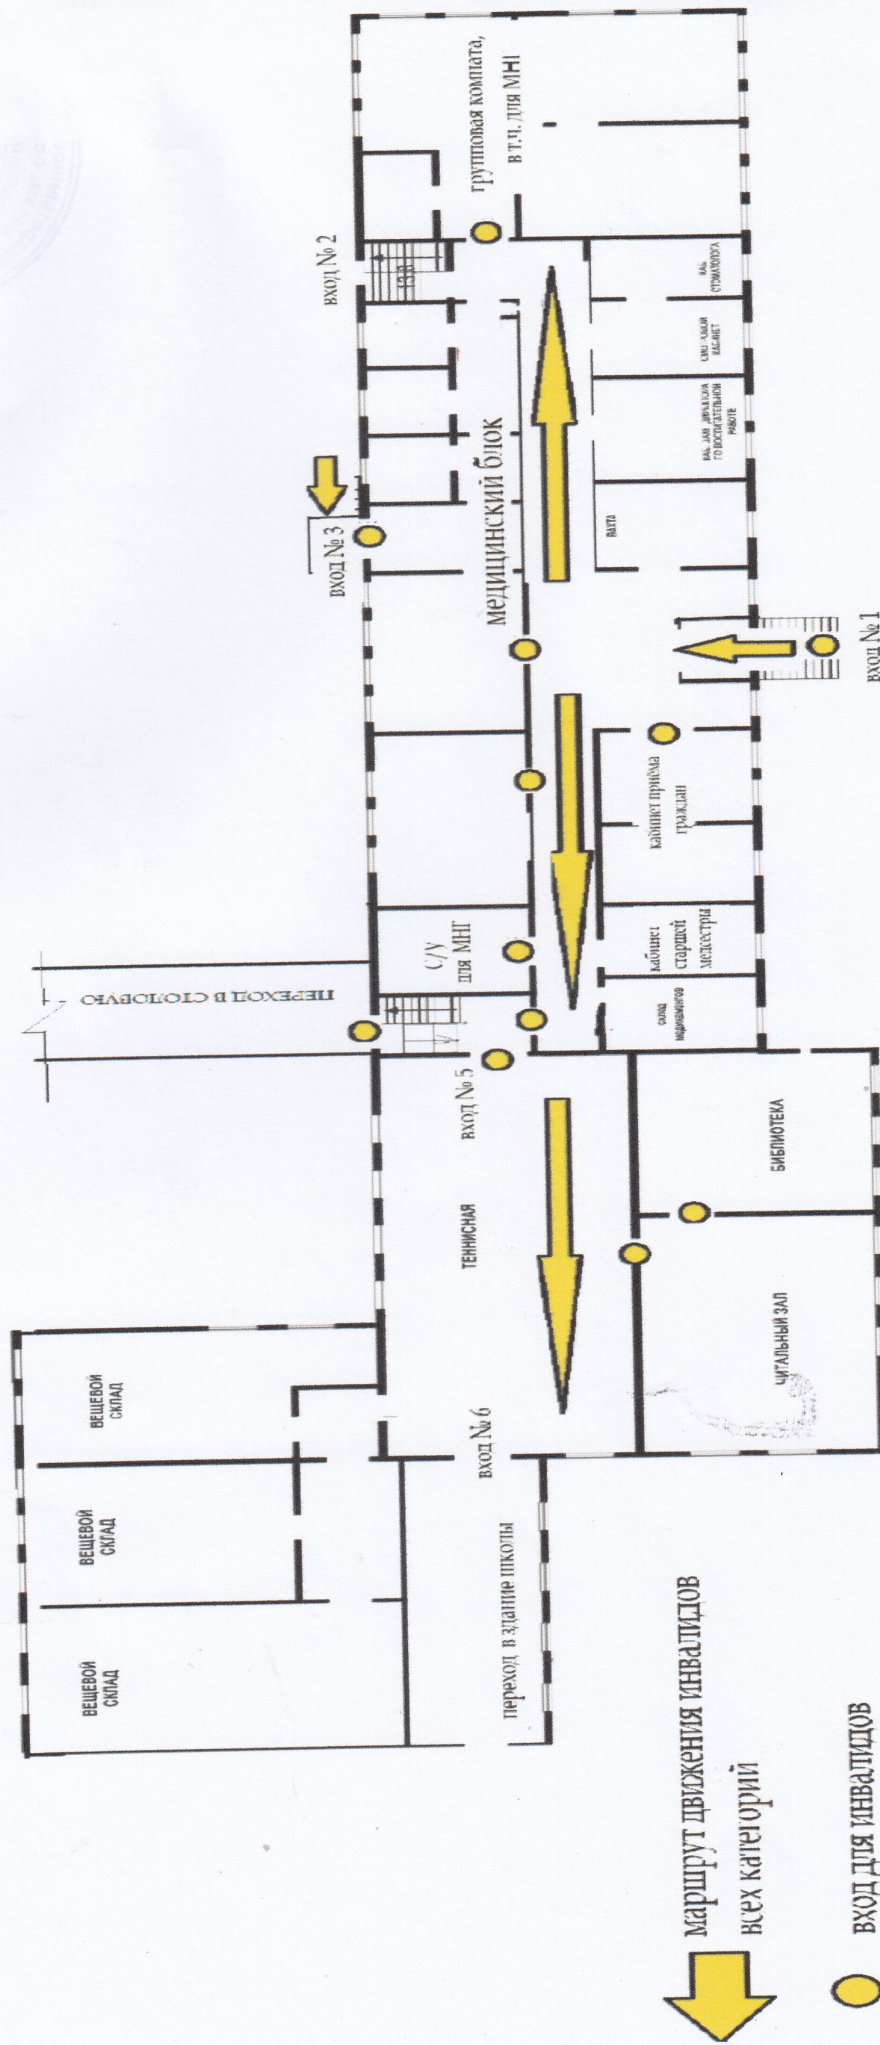 вход № 2
групповая комната,
в т.ч. для МНГ
вход № 3
медицинский блок
КАБ.
СТОМАТОЛОГА
КАБИНЕТ
КАБ. ЗАМ. ДИРЕКТОРА
ПО ВОСПИТАТЕЛЬНОЙ
РАБОТЕ
ВАХТА
вход № 1
кабинет приёма
граждан
кабинет
старшей
медсестры
СКЛАД
МЕДИКАМЕНТОВ
С/У
для МНГ
ПЕРЕХОД В СТОЛОВУЮ
вход № 5
ТЕННИСНАЯ
БИБЛИОТЕКА
ЧИТАЛЬНЫЙ ЗАЛ
вход № 6
ВЕЩЕВОЙ
СКЛАД
ВЕЩЕВОЙ
СКЛАД
ВЕЩЕВОЙ
СКЛАД
переход в здание школы
маршрут движения инвалидов
всех категорий
вход для инвалидов